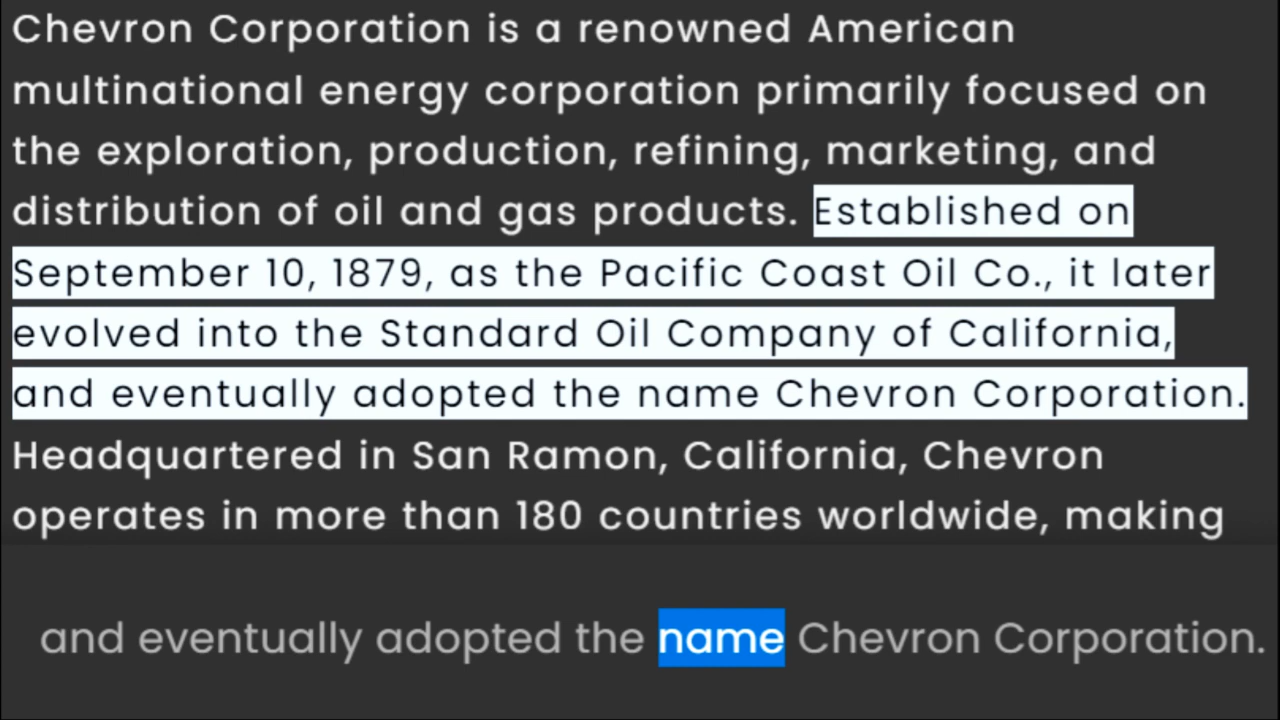 Chevron Corporation is a renowned American
multinational energy corporation primarily focused on
the exploration, production, refining, marketing, and
distribution of oil and gas products. Established on
September 10, 1879, as the Pacific Coast Oil Co., it later
evolved into the Standard Oil Company of California,
and eventually adopted the name Chevron Corporation.
Headquartered in San Ramon, California, Chevron
operates in more than 180 countries worldwide, making
and eventually adopted the name Chevron Corporation.